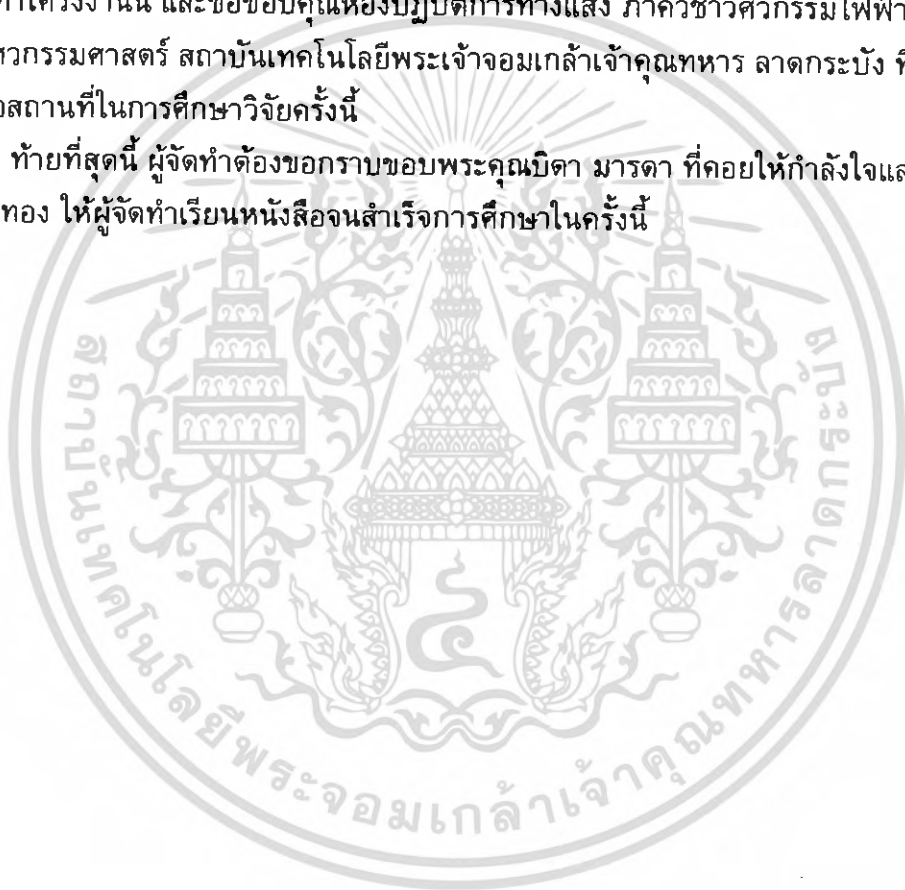 ทำโครงงานนี้ และขอขอบคุณห้องปฏิบัติการทางแสง ภาควิชาวิศวกรรมไฟฟ้า
ศวกรรมศาสตร์ สถาบันเทคโนโลยีพระเจ้าจอมเกล้าเจ้าคุณทหาร ลาดกระบัง ที
สถานที่ในการศึกษาวิจัยครั้งนี้
ท้ายที่สุดนี้ ผู้จัดทำต้องขอกราบขอบพระคุณบิดา มารดา ที่คอยให้กำลังใจแล
ทอง ให้ผู้จัดทำเรียนหนังสือจนสำเร็จการศึกษาในครั้งนี้
สถาบันเทคโนโลยีพระจอมเกล้าเจ้าคุณทหารลาดกระบัง
๔